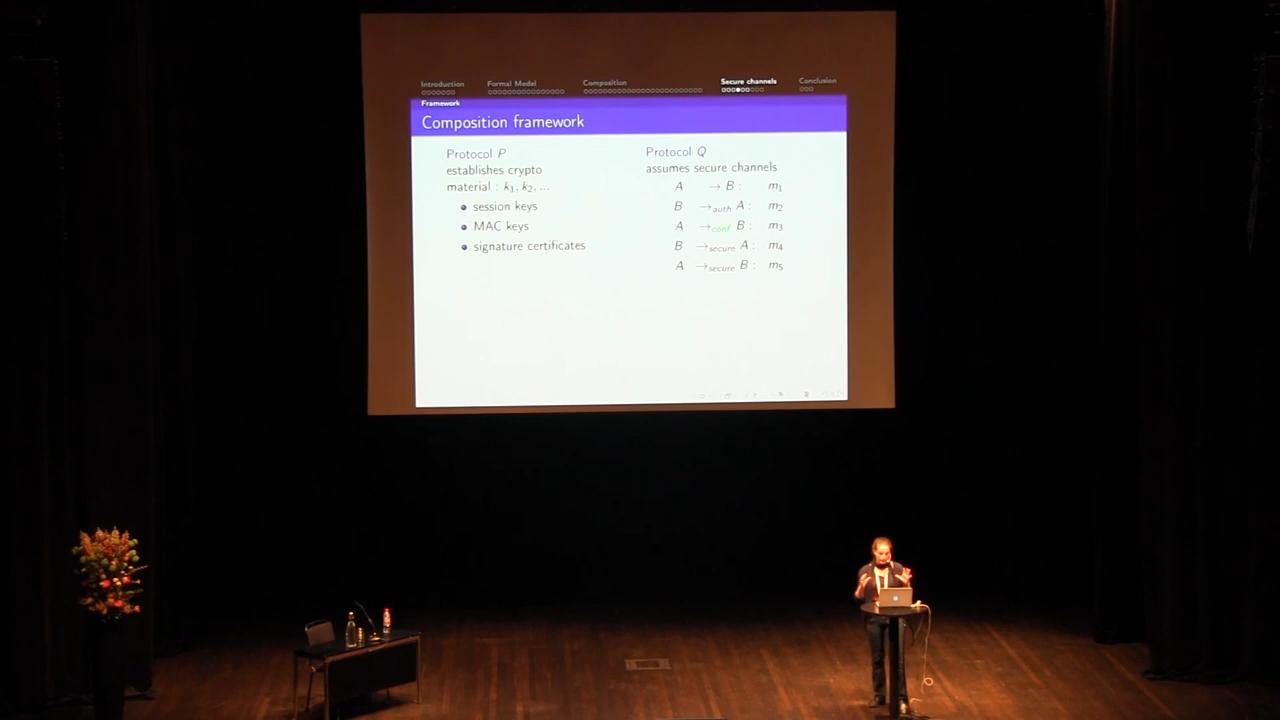 Introduction Formal Model Composition Secure channels Conclusion
Framework
Composition framework
Protocol P
establishes crypto
material : k₁, k₂, ...
session keys
MAC keys
signature certificates
Protocol Q
assumes secure channels
A → B : m₁
B →auth A : m₂
A →conf B : m₃
B →secure A : m₄
A →secure B : m₅